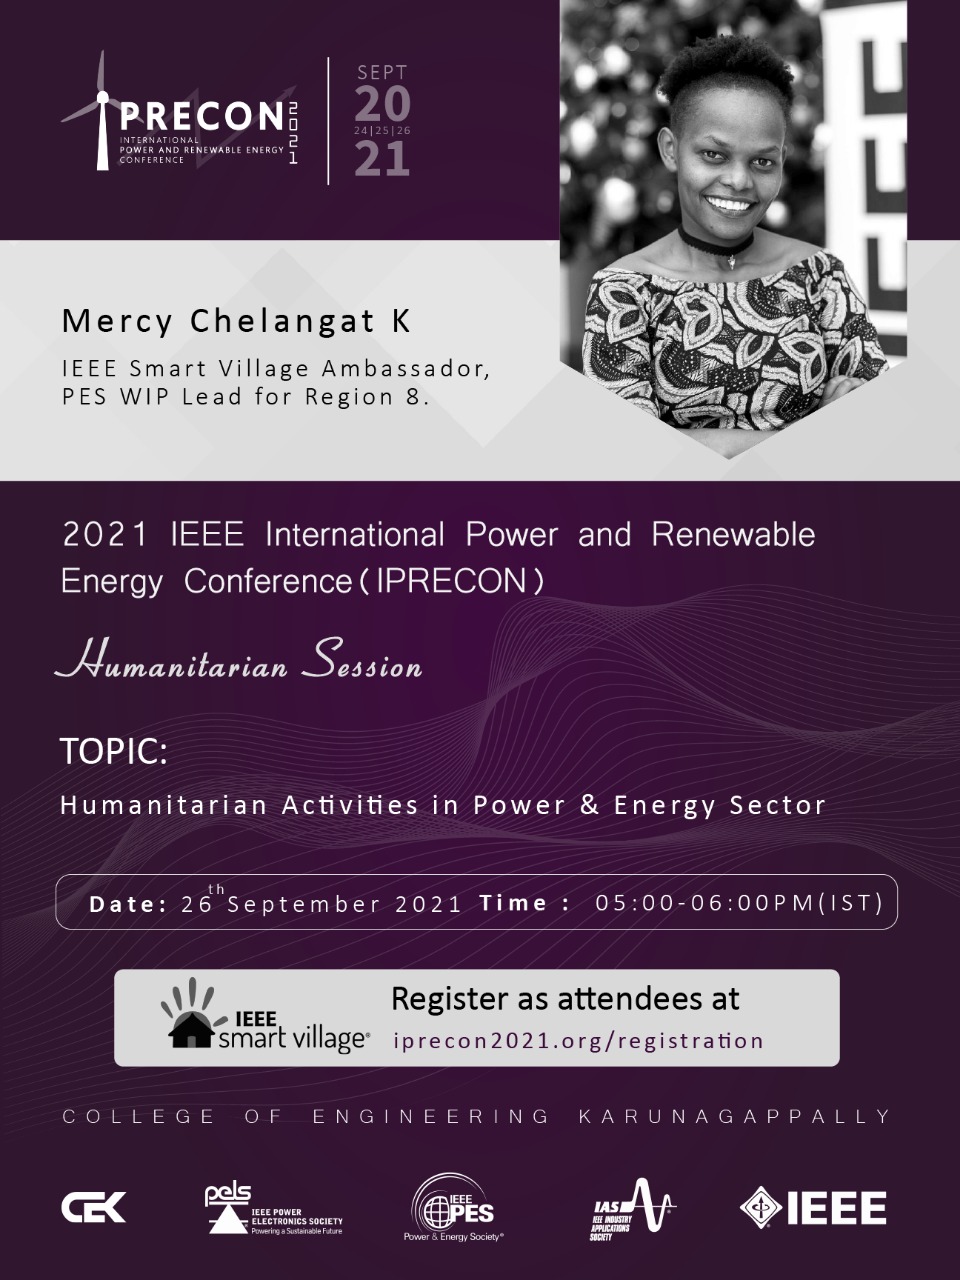 IPRECON 2021
INTERNATIONAL
POWER AND RENEWABLE ENERGY
CONFERENCE
SEPT
20
24|25|26
21
Mercy Chelangat K
IEEE Smart Village Ambassador,
PES WIP Lead for Region 8.
2021 IEEE International Power and Renewable
Energy Conference(IPRECON)
Humanitarian Session
TOPIC:
Humanitarian Activities in Power & Energy Sector
Date: 26th September 2021 Time : 05:00-06:00PM(IST)
IEEE
smart village®
Register as attendees at
iprecon2021.org/registration
COLLEGE OF ENGINEERING KARUNAGAPPALLY
CEK
pels
IEEE POWER
ELECTRONICS SOCIETY
Powering a Sustainable Future
IEEE
PES
Power & Energy Society®
IAS
IEEE INDUSTRY
APPLICATIONS
SOCIETY
IEEE